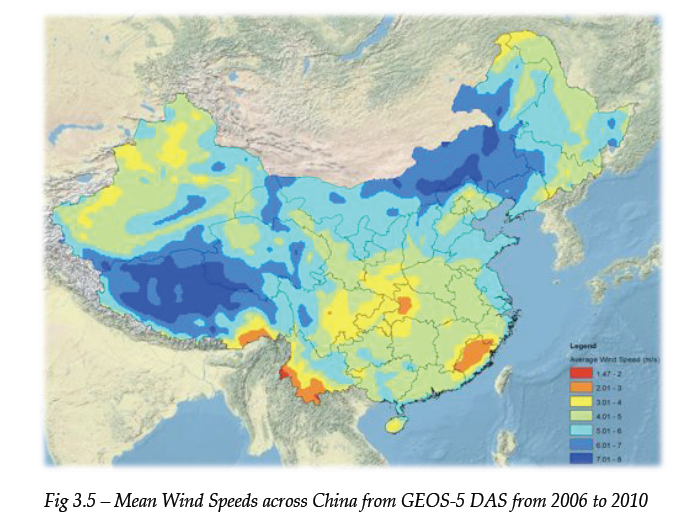 Legend
Average Wind Speed (m/s)
1.47 - 2
2.01 - 3
3.01 - 4
4.01 - 5
5.01 - 6
6.01 - 7
7.01 - 8
Fig 3.5 – Mean Wind Speeds across China from GEOS-5 DAS from 2006 to 2010